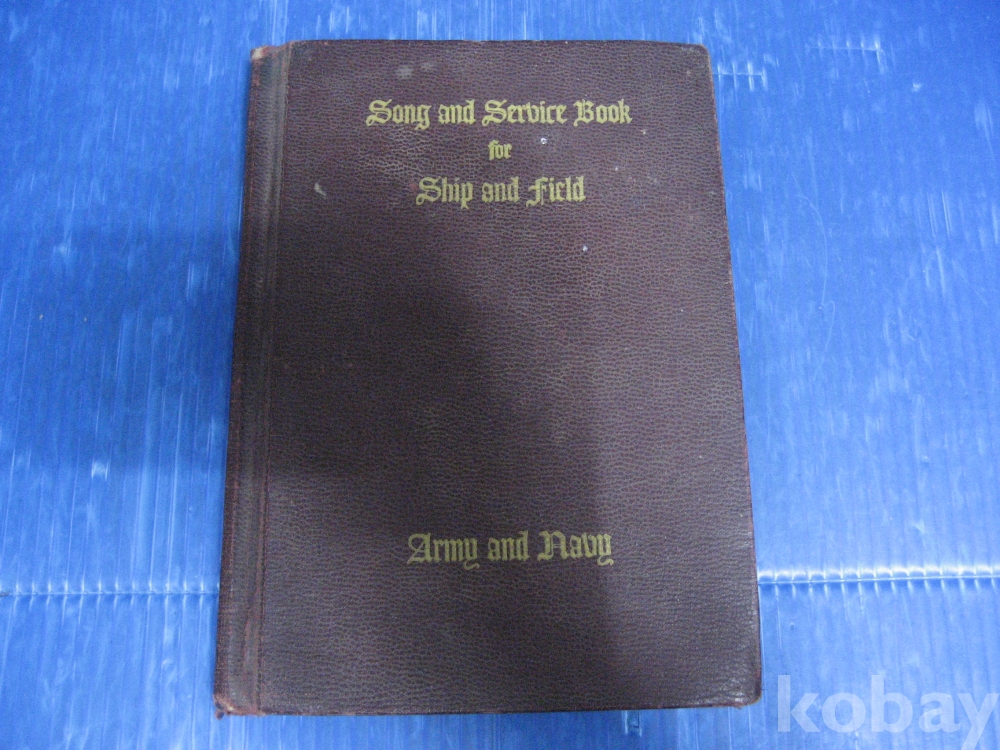 Song and Service Book
for
Ship and Field
Army and Navy
kobay